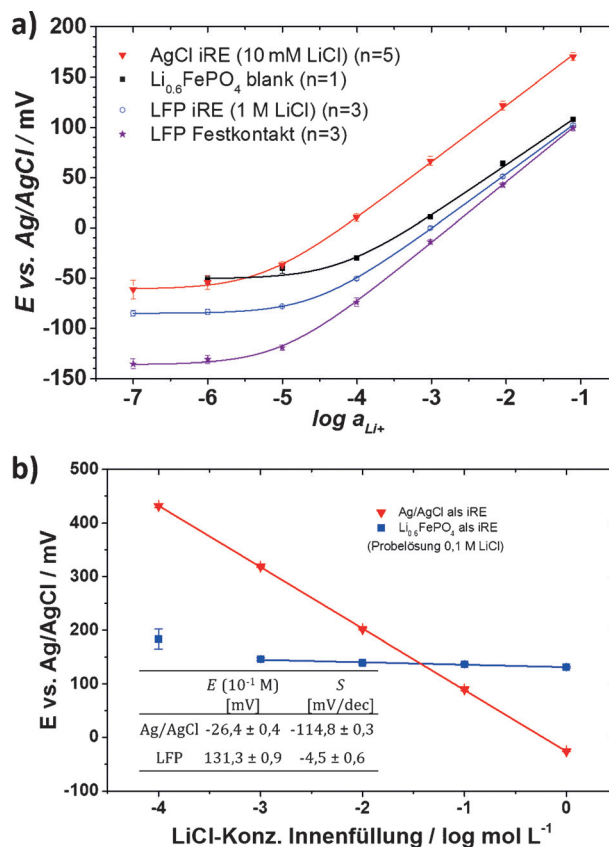 a)
AgCl iRE (10 mM LiCl) (n=5)
Li0.6FePO4 blank (n=1)
LFP iRE (1 M LiCl) (n=3)
LFP Festkontakt (n=3)
E vs. Ag/AgCl / mV
200
150
100
50
0
-50
-100
-150
-7 -6 -5 -4 -3 -2 -1
log aLi+
b)
Ag/AgCl als iRE
Li0.6FePO4 als iRE
(Probelösung 0,1 M LiCl)
E vs. Ag/AgCl / mV
500
400
300
200
100
0
-100
E (10-1 M) S
[mV] [mV/dec]
Ag/AgCl -26,4 ± 0,4 -114,8 ± 0,3
LFP 131,3 ± 0,9 -4,5 ± 0,6
-4 -3 -2 -1 0
LiCl-Konz. Innenfüllung / log mol L-1